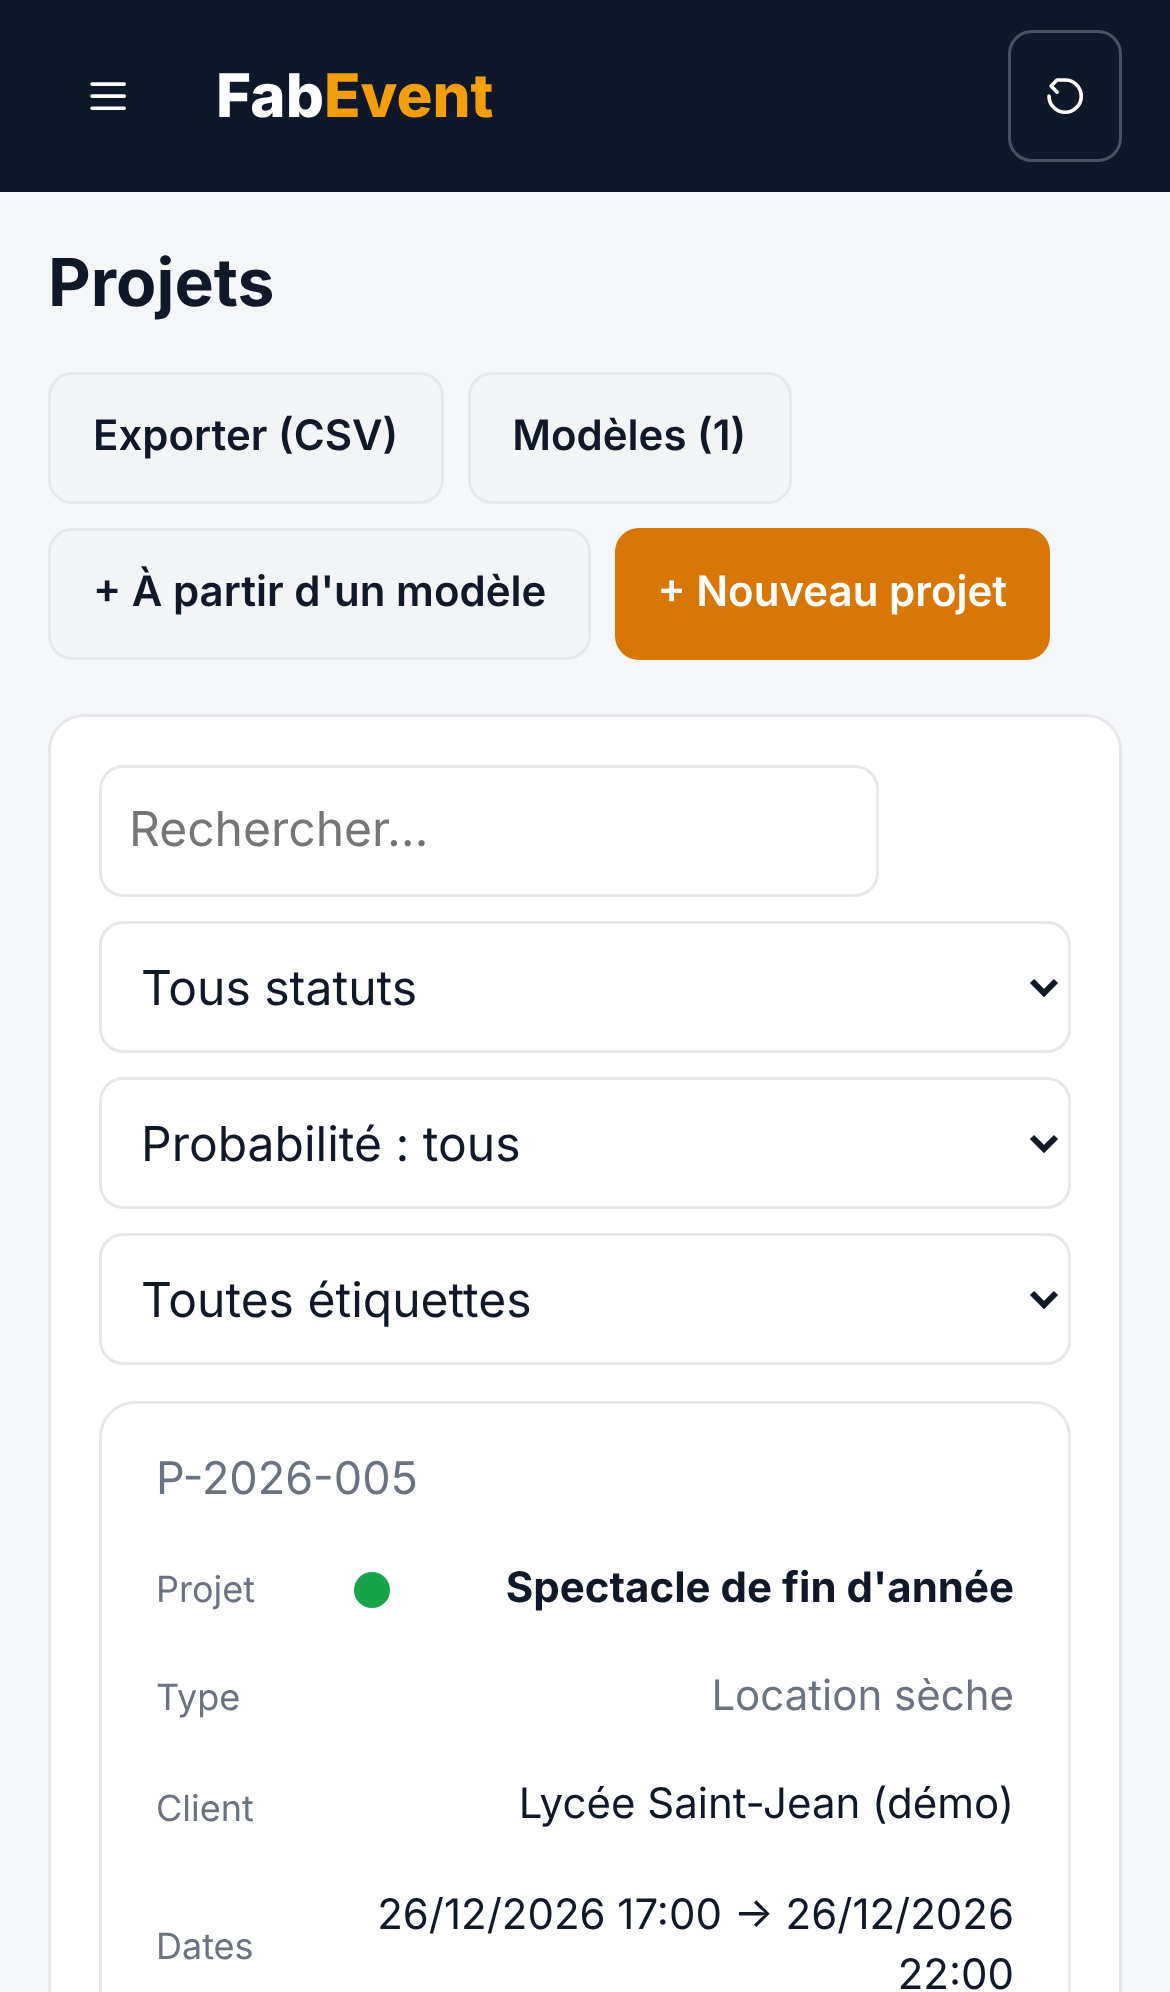 FabEvent
Projets
Exporter (CSV)
Modèles (1)
+ À partir d'un modèle
+ Nouveau projet
Rechercher...
Tous statuts
Probabilité : tous
Toutes étiquettes
P-2026-005
Projet
Spectacle de fin d'année
Type
Location sèche
Client
Lycée Saint-Jean (démo)
Dates
26/12/2026 17:00 → 26/12/2026
22:00